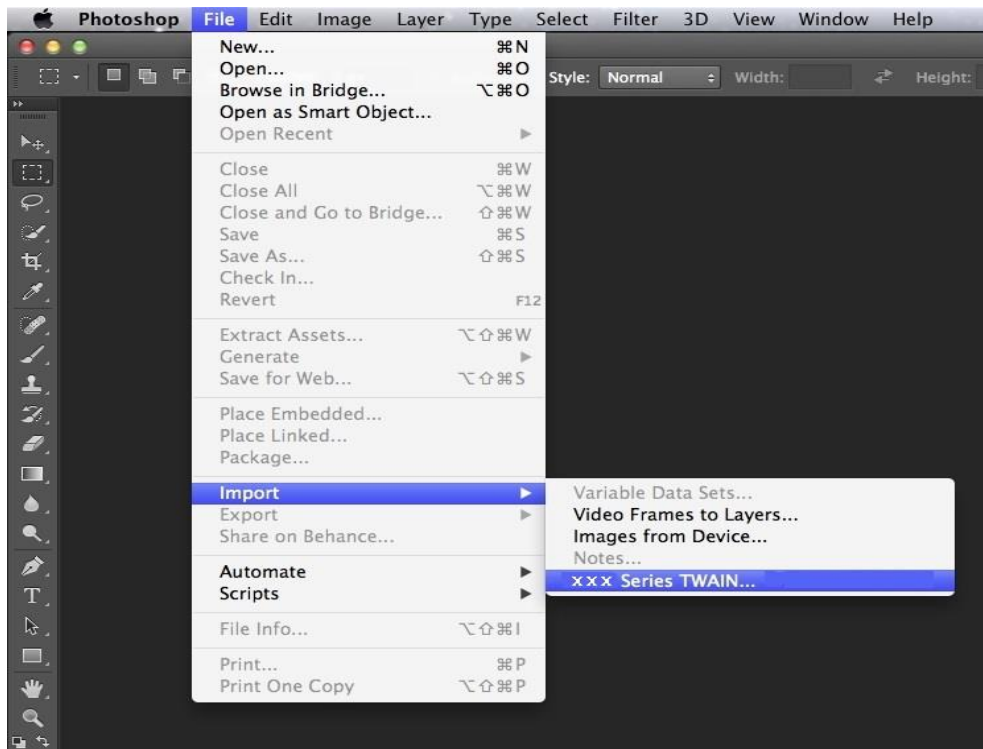 Photoshop File Edit Image Layer Type Select Filter 3D View Window Help
Style: Normal Width: Height:
New... ⌘N
Open... ⌘O
Browse in Bridge... ⌥⌘O
Open as Smart Object...
Open Recent
Close ⌘W
Close All ⌥⌘W
Close and Go to Bridge... ⇧⌘W
Save ⌘S
Save As... ⇧⌘S
Check In...
Revert F12
Extract Assets... ⌥⇧⌘W
Generate
Save for Web... ⌥⇧⌘S
Place Embedded...
Place Linked...
Package...
Import
Export
Share on Behance...
Automate
Scripts
File Info... ⌥⇧⌘I
Print... ⌘P
Print One Copy ⌥⇧⌘P
Variable Data Sets...
Video Frames to Layers...
Images from Device...
Notes...
xxx Series TWAIN...